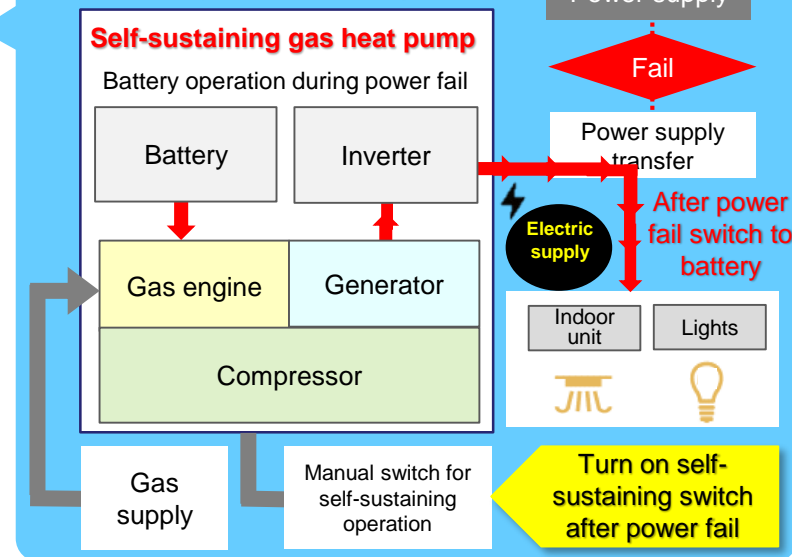 Power supply
Self-sustaining gas heat pump
Battery operation during power fail
Fail
Power supply
transfer
Battery
Inverter
After power
fail switch to
battery
Electric
supply
Gas engine
Generator
Indoor
unit
Lights
Compressor
Gas
supply
Manual switch for
self-sustaining
operation
Turn on self-
sustaining switch
after power fail